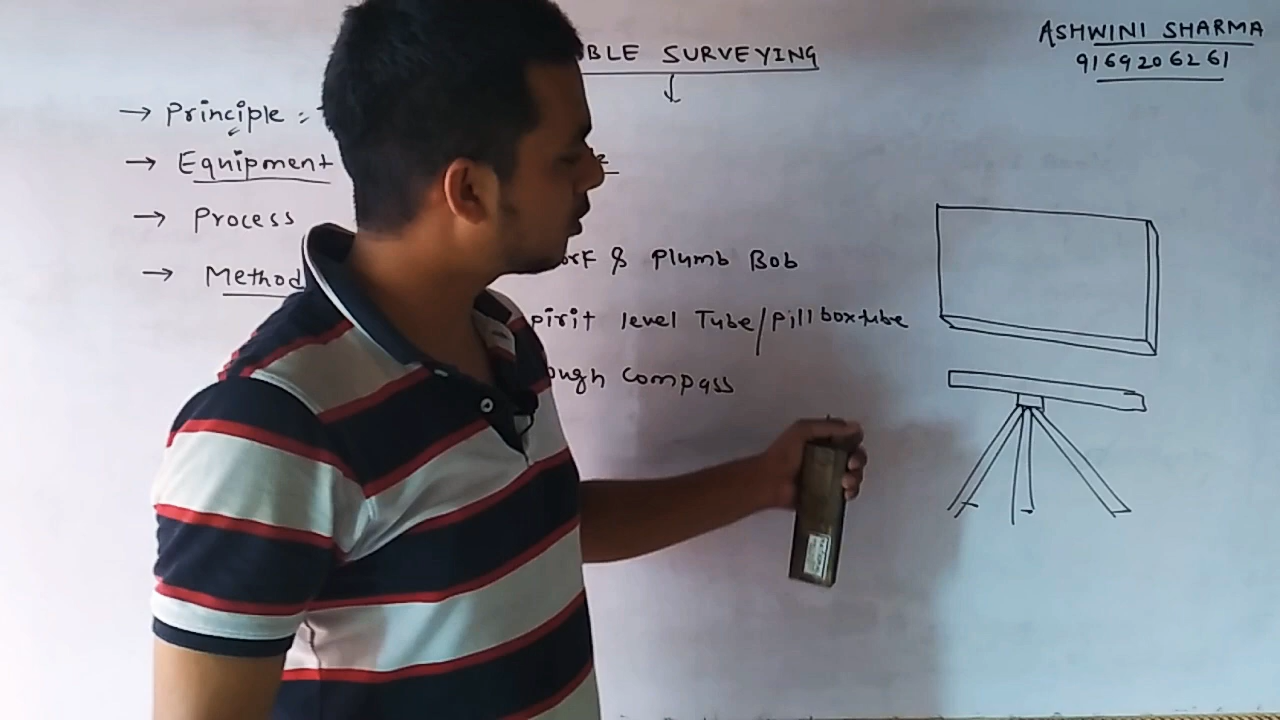 BLE SURVEYING
ASHWINI SHARMA
9169206261
→ Principle :
→ Equipment
→ Process
→ Method
& Plumb Bob
pirit level Tube/pillboxtube
ough Compass